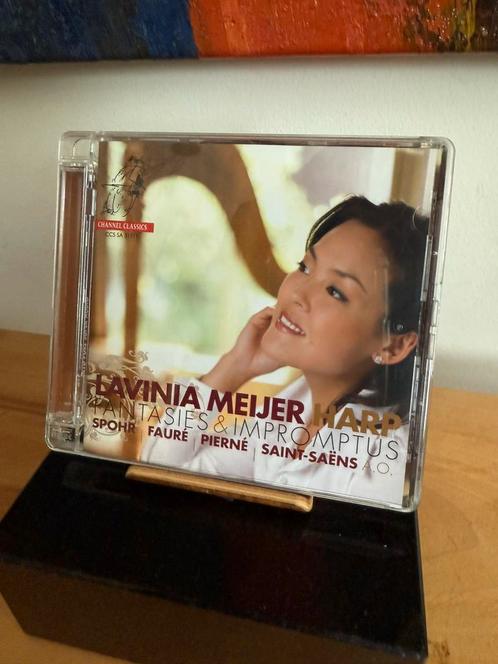 CHANNEL CLASSICS
LAVINIA MEIJER HARP
FANTASIES & IMPROMPTUS
SPOHR FAURÉ PIERNÉ SAINT-SAËNS A.O.